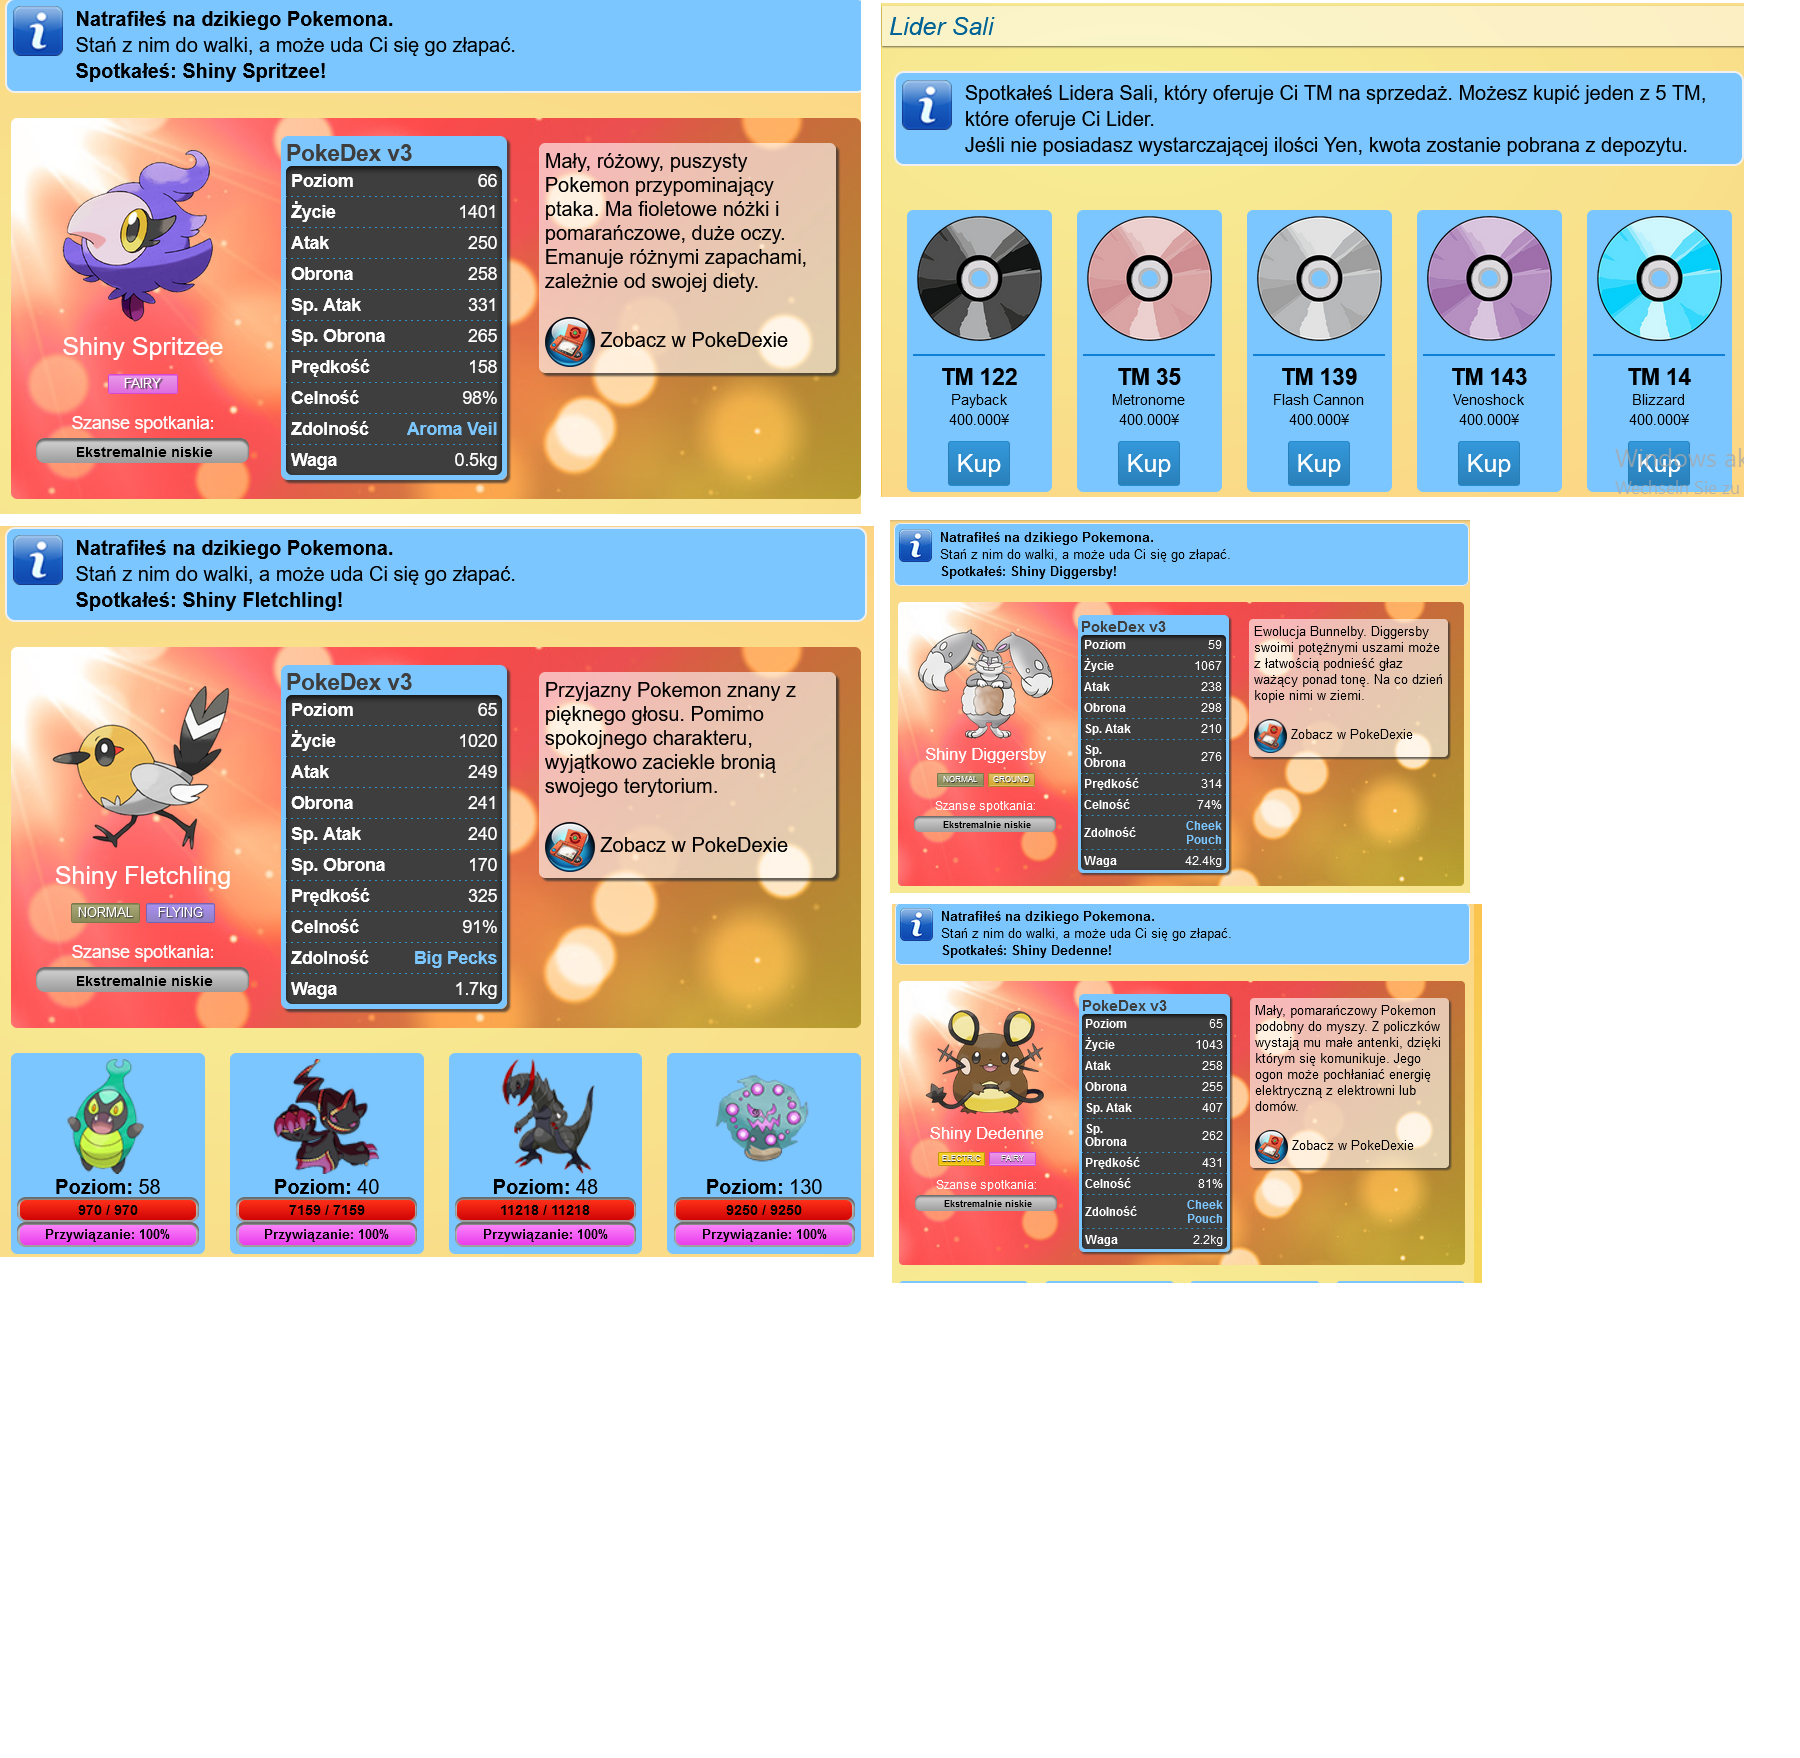 Natrafiłeś na dzikiego Pokemona.
Stań z nim do walki, a może uda Ci się go złapać.
Spotkałeś: Shiny Spritzee!
Shiny Spritzee
FAIRY
Szanse spotkania:
Ekstremalnie niskie
PokeDex v3
Poziom 66
Życie 1401
Atak 250
Obrona 258
Sp. Atak 331
Sp. Obrona 265
Prędkość 158
Celność 98%
Zdolność Aroma Veil
Waga 0.5kg
Mały, różowy, puszysty
Pokemon przypominający
ptaka. Ma fioletowe nóżki i
pomarańczowe, duże oczy.
Emanuje różnymi zapachami,
zależnie od swojej diety.
Zobacz w PokeDexie
Lider Sali
Spotkałeś Lidera Sali, który oferuje Ci TM na sprzedaż. Możesz kupić jeden z 5 TM,
które oferuje Ci Lider.
Jeśli nie posiadasz wystarczającej ilości Yen, kwota zostanie pobrana z depozytu.
TM 122
Payback
400.000¥
Kup
TM 35
Metronome
400.000¥
Kup
TM 139
Flash Cannon
400.000¥
Kup
TM 143
Venoshock
400.000¥
Kup
TM 14
Blizzard
400.000¥
Kup
Windows ak
Wechseln Sie zu
Natrafiłeś na dzikiego Pokemona.
Stań z nim do walki, a może uda Ci się go złapać.
Spotkałeś: Shiny Fletchling!
Shiny Fletchling
NORMAL FLYING
Szanse spotkania:
Ekstremalnie niskie
PokeDex v3
Poziom 65
Życie 1020
Atak 249
Obrona 241
Sp. Atak 240
Sp. Obrona 170
Prędkość 325
Celność 91%
Zdolność Big Pecks
Waga 1.7kg
Przyjazny Pokemon znany z
pięknego głosu. Pomimo
spokojnego charakteru,
wyjątkowo zaciekle bronią
swojego terytorium.
Zobacz w PokeDexie
Poziom: 58
970 / 970
Przywiązanie: 100%
Poziom: 40
7159 / 7159
Przywiązanie: 100%
Poziom: 48
11218 / 11218
Przywiązanie: 100%
Poziom: 130
9250 / 9250
Przywiązanie: 100%
Natrafiłeś na dzikiego Pokemona.
Stań z nim do walki, a może uda Ci się go złapać.
Spotkałeś: Shiny Diggersby!
Shiny Diggersby
NORMAL GROUND
Szanse spotkania:
Ekstremalnie niskie
PokeDex v3
Poziom 59
Życie 1067
Atak 238
Obrona 298
Sp. Atak 210
Sp.
Obrona 276
Prędkość 314
Celność 74%
Zdolność Cheek
Pouch
Waga 42.4kg
Ewolucja Bunnelby. Diggersby
swoimi potężnymi uszami może
z łatwością podnieść głaz
ważący ponad tonę. Na co dzień
kopie nimi w ziemi.
Zobacz w PokeDexie
Natrafiłeś na dzikiego Pokemona.
Stań z nim do walki, a może uda Ci się go złapać.
Spotkałeś: Shiny Dedenne!
Shiny Dedenne
ELECTRIC FAIRY
Szanse spotkania:
Ekstremalnie niskie
PokeDex v3
Poziom 65
Życie 1043
Atak 258
Obrona 255
Sp. Atak 407
Sp.
Obrona 262
Prędkość 431
Celność 81%
Zdolność Cheek
Pouch
Waga 2.2kg
Mały, pomarańczowy Pokemon
podobny do myszy. Z policzków
wystają mu małe antenki, dzięki
którym się komunikuje. Jego
ogon może pochłaniać energię
elektryczną z elektrowni lub
domów.
Zobacz w PokeDexie